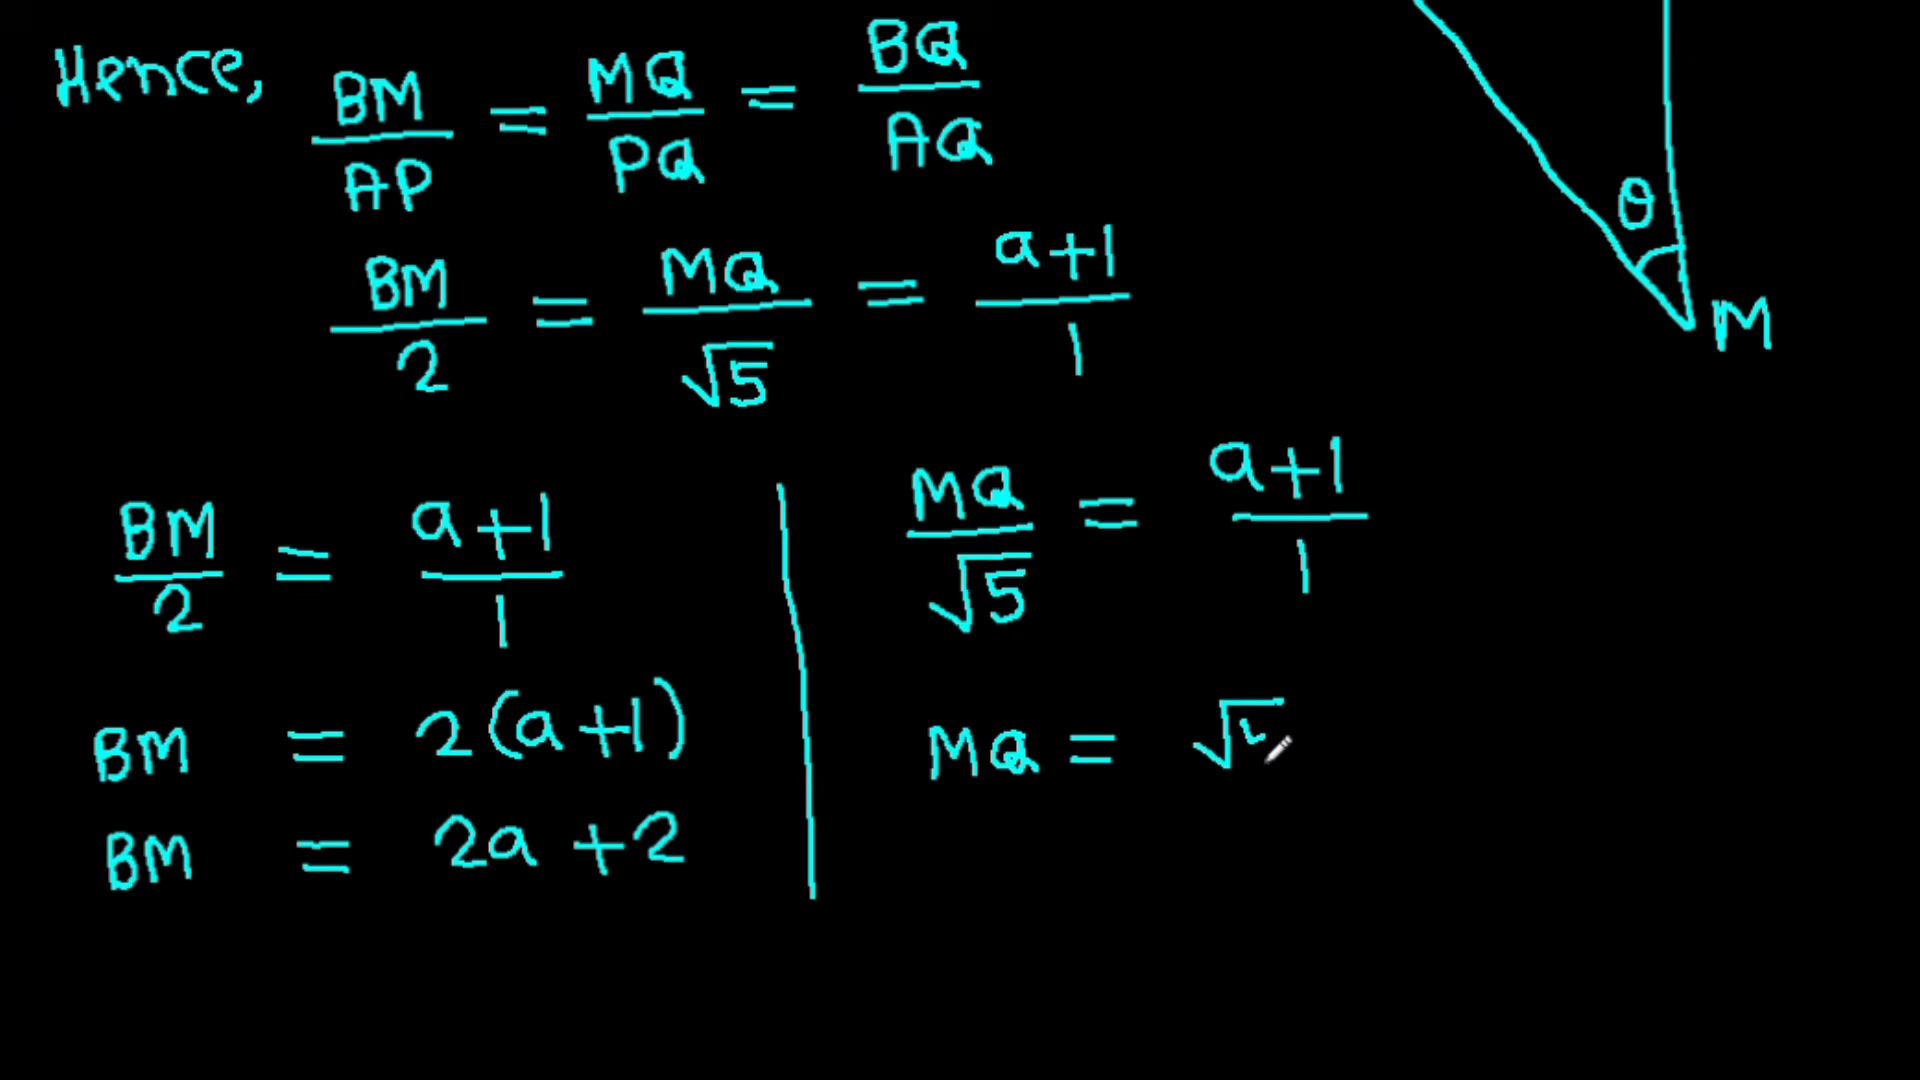 Hence, BM/AP = MQ/PQ = BQ/AQ
θ
BM/2 = MQ/√5 = a+1/1
M
BM/2 = a+1/1
BM = 2(a+1)
BM = 2a+2
MQ/√5 = a+1/1
MQ = √